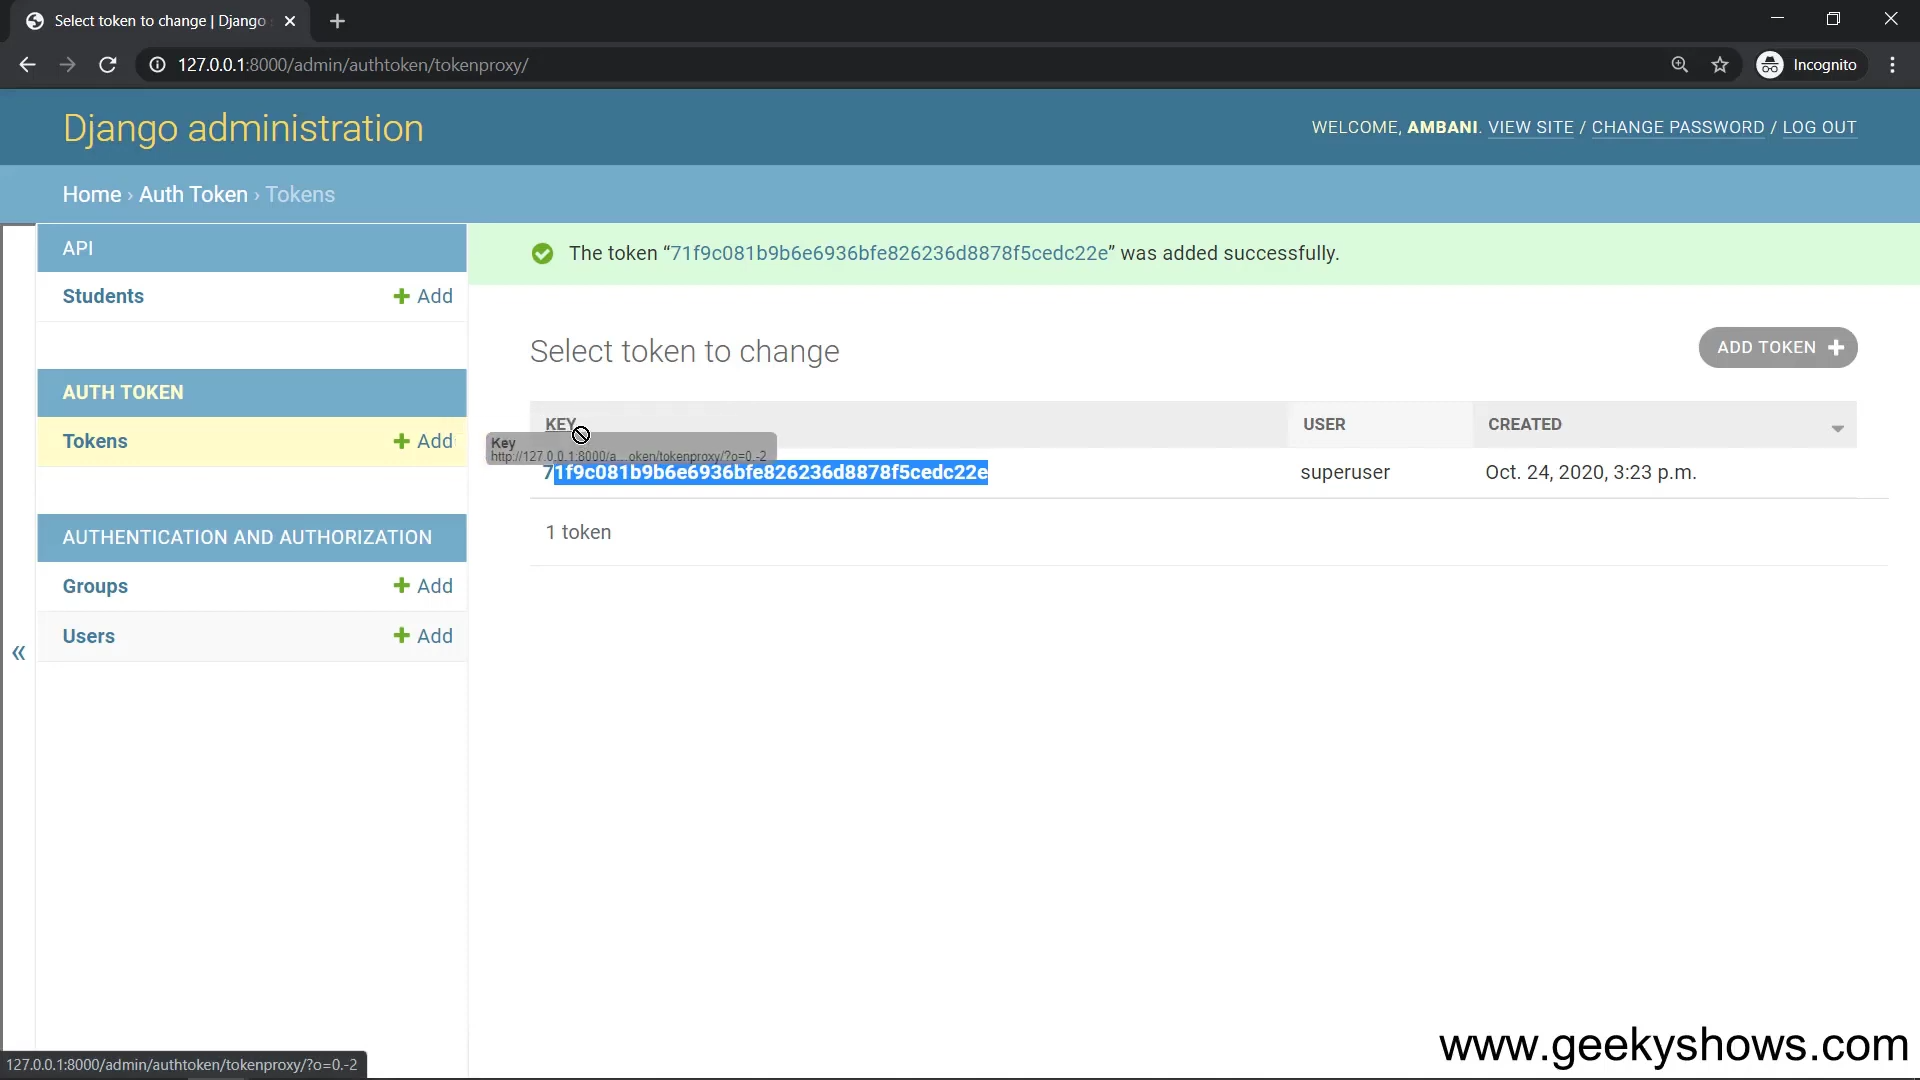 Select token to change | Django
127.0.0.1:8000/admin/authtoken/tokenproxy/
Incognito
Django administration
WELCOME, AMBANI. VIEW SITE / CHANGE PASSWORD / LOG OUT
Home › Auth Token › Tokens
API
Students
Add
AUTH TOKEN
Tokens
Add
AUTHENTICATION AND AUTHORIZATION
Groups
Add
Users
Add
«
The token “71f9c081b9b6e6936bfe826236d8878f5cedc22e” was added successfully.
Select token to change
ADD TOKEN
KEY
USER
CREATED
Key
http://127.0.0.1:8000/a... oken/tokenproxy/?o=0.-2
71f9c081b9b6e6936bfe826236d8878f5cedc22e
superuser
Oct. 24, 2020, 3:23 p.m.
1 token
www.geekyshows.com
127.0.0.1:8000/admin/authtoken/tokenproxy/?o=0.-2